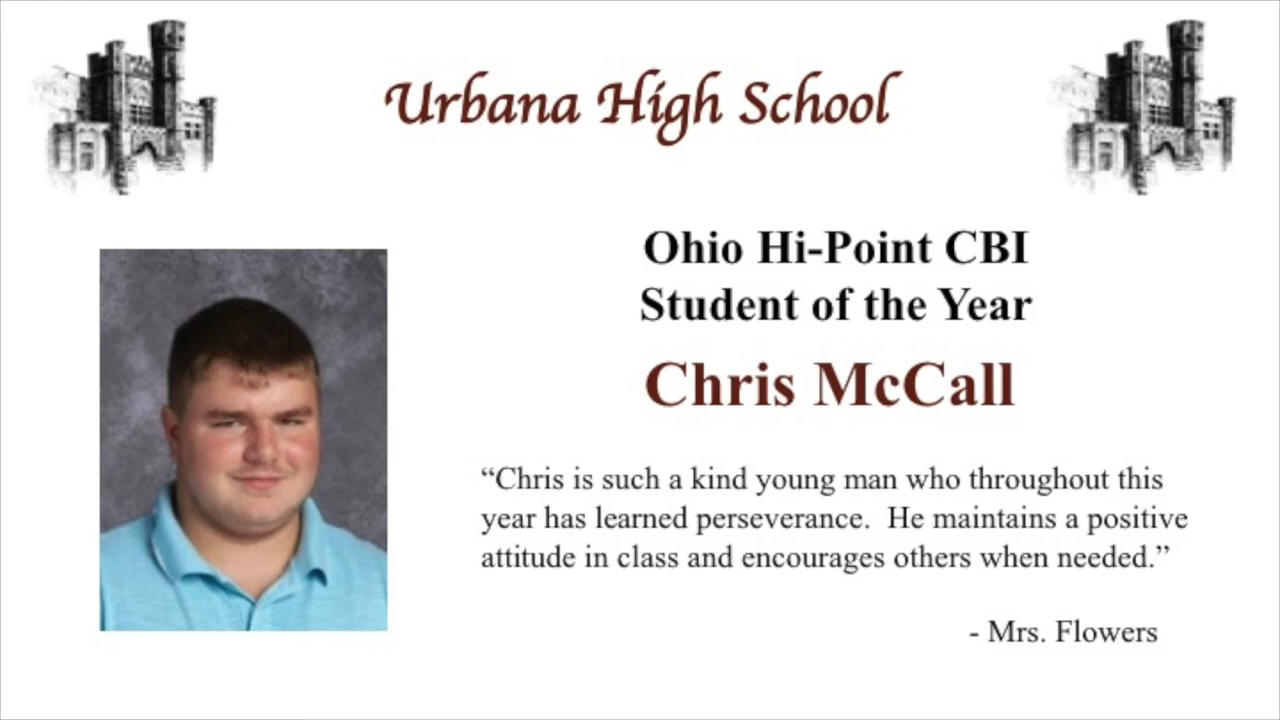 Urbana High School
Ohio Hi-Point CBI
Student of the Year
Chris McCall
“Chris is such a kind young man who throughout this
year has learned perseverance.  He maintains a positive
attitude in class and encourages others when needed.”
- Mrs. Flowers